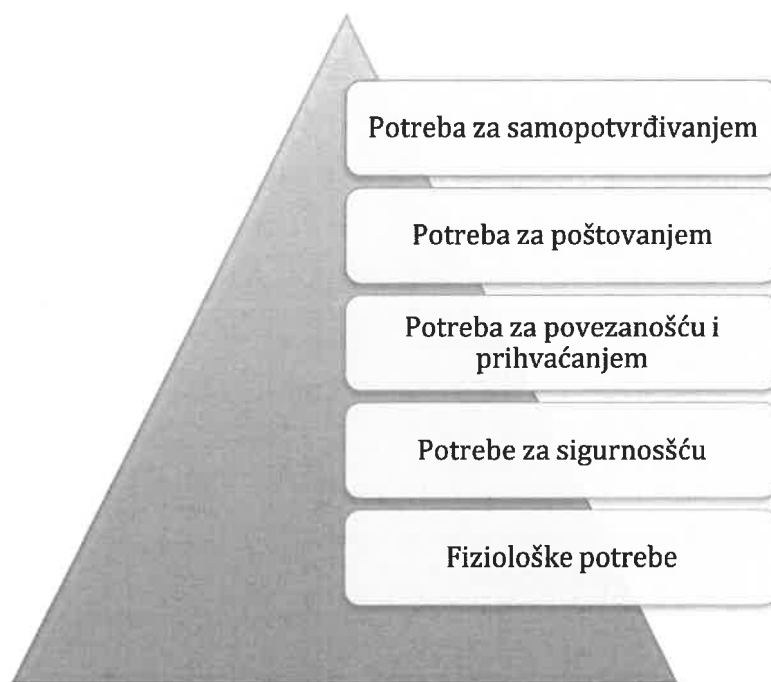 Potreba za samopotvrđivanjem
Potreba za poštovanjem
Potreba za povezanošću i
prihvaćanjem
Potrebe za sigurnosšću
Fiziološke potrebe